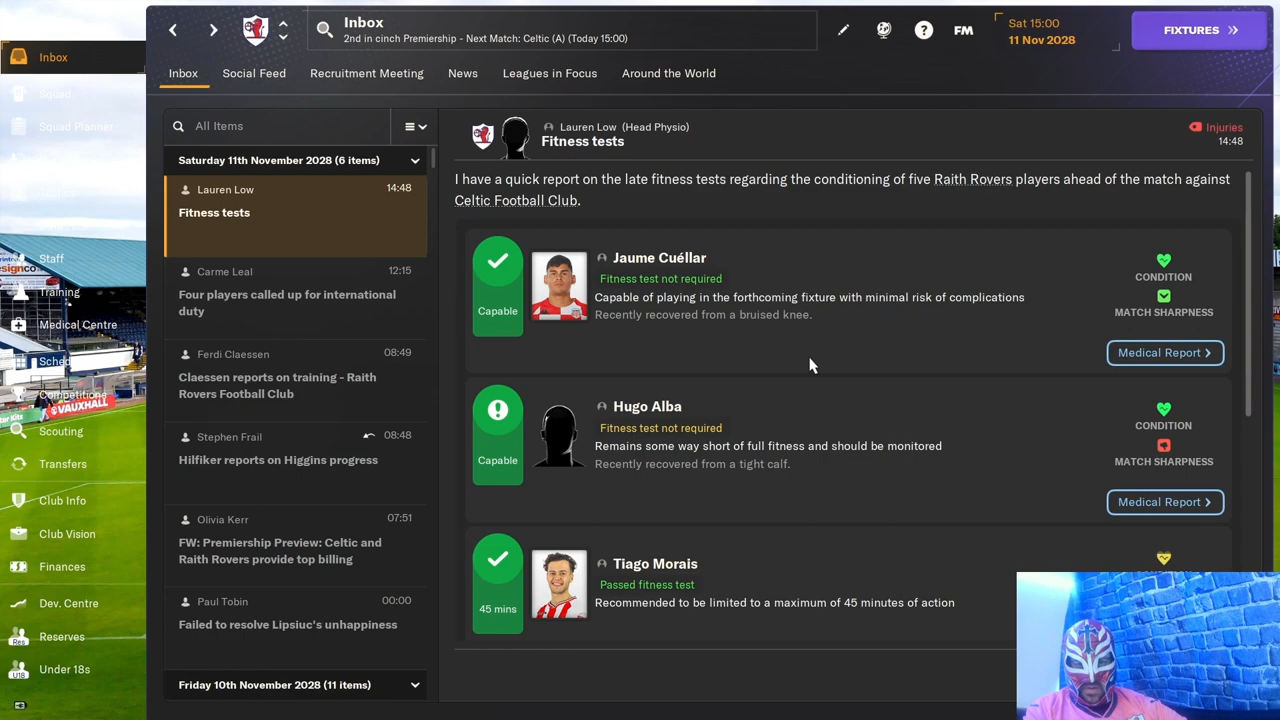 Inbox
2nd in cinch Premiership - Next Match: Celtic (A) (Today 15:00)
FM
Sat 15:00
11 Nov 2028
FIXTURES
Inbox
Squad
Squad Planner
Staff
Training
Medical Centre
Sched
Competitions
VAUXHALL
Scouting
Transfers
Club Info
Club Vision
Finances
Dev. Centre
Reserves
Under 18s
Inbox
Social Feed
Recruitment Meeting
News
Leagues in Focus
Around the World
All Items
Saturday 11th November 2028 (6 items)
Lauren Low
14:48
Fitness tests
Carme Leal
12:15
Four players called up for international
duty
Ferdi Claessen
08:49
Claessen reports on training - Raith
Rovers Football Club
Stephen Frail
08:48
Hilfiker reports on Higgins progress
Olivia Kerr
07:51
FW: Premiership Preview: Celtic and
Raith Rovers provide top billing
Paul Tobin
00:00
Failed to resolve Lipsiuc's unhappiness
Friday 10th November 2028 (11 items)
Lauren Low (Head Physio)
Fitness tests
Injuries
14:48
I have a quick report on the late fitness tests regarding the conditioning of five Raith Rovers players ahead of the match against
Celtic Football Club.
Capable
Jaume Cuéllar
Fitness test not required
Capable of playing in the forthcoming fixture with minimal risk of complications
Recently recovered from a bruised knee.
CONDITION
MATCH SHARPNESS
Medical Report
Capable
Hugo Alba
Fitness test not required
Remains some way short of full fitness and should be monitored
Recently recovered from a tight calf.
CONDITION
MATCH SHARPNESS
Medical Report
45 mins
Tiago Morais
Passed fitness test
Recommended to be limited to a maximum of 45 minutes of action